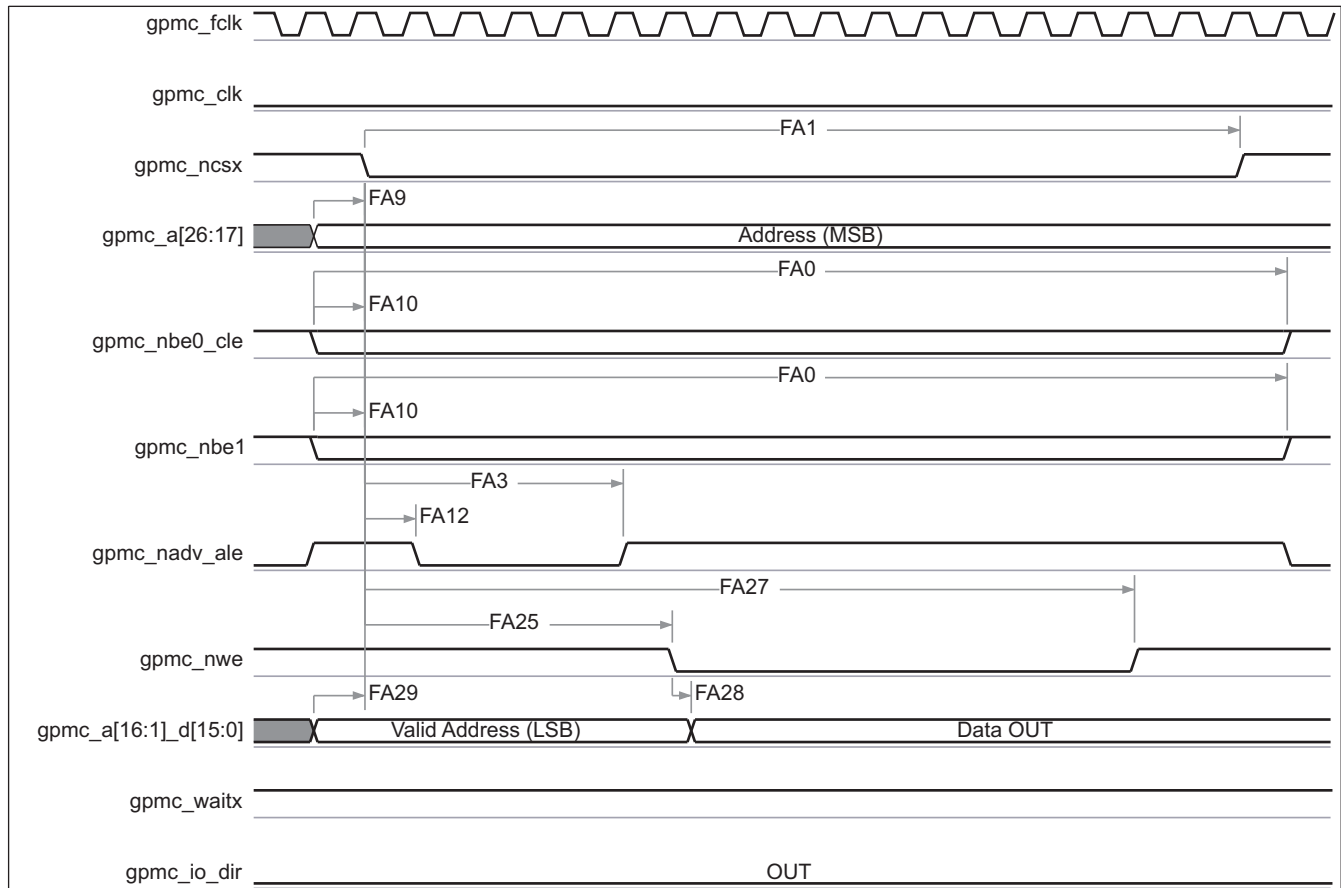 gpmc_fclk
gpmc_clk
FA1
gpmc_ncsx
FA9
gpmc_a[26:17]
Address (MSB)
FA0
FA10
gpmc_nbe0_cle
FA0
FA10
gpmc_nbe1
FA3
FA12
gpmc_nadv_ale
FA27
FA25
gpmc_nwe
FA29 FA28
gpmc_a[16:1]_d[15:0] Valid Address (LSB) Data OUT
gpmc_waitx
gpmc_io_dir OUT